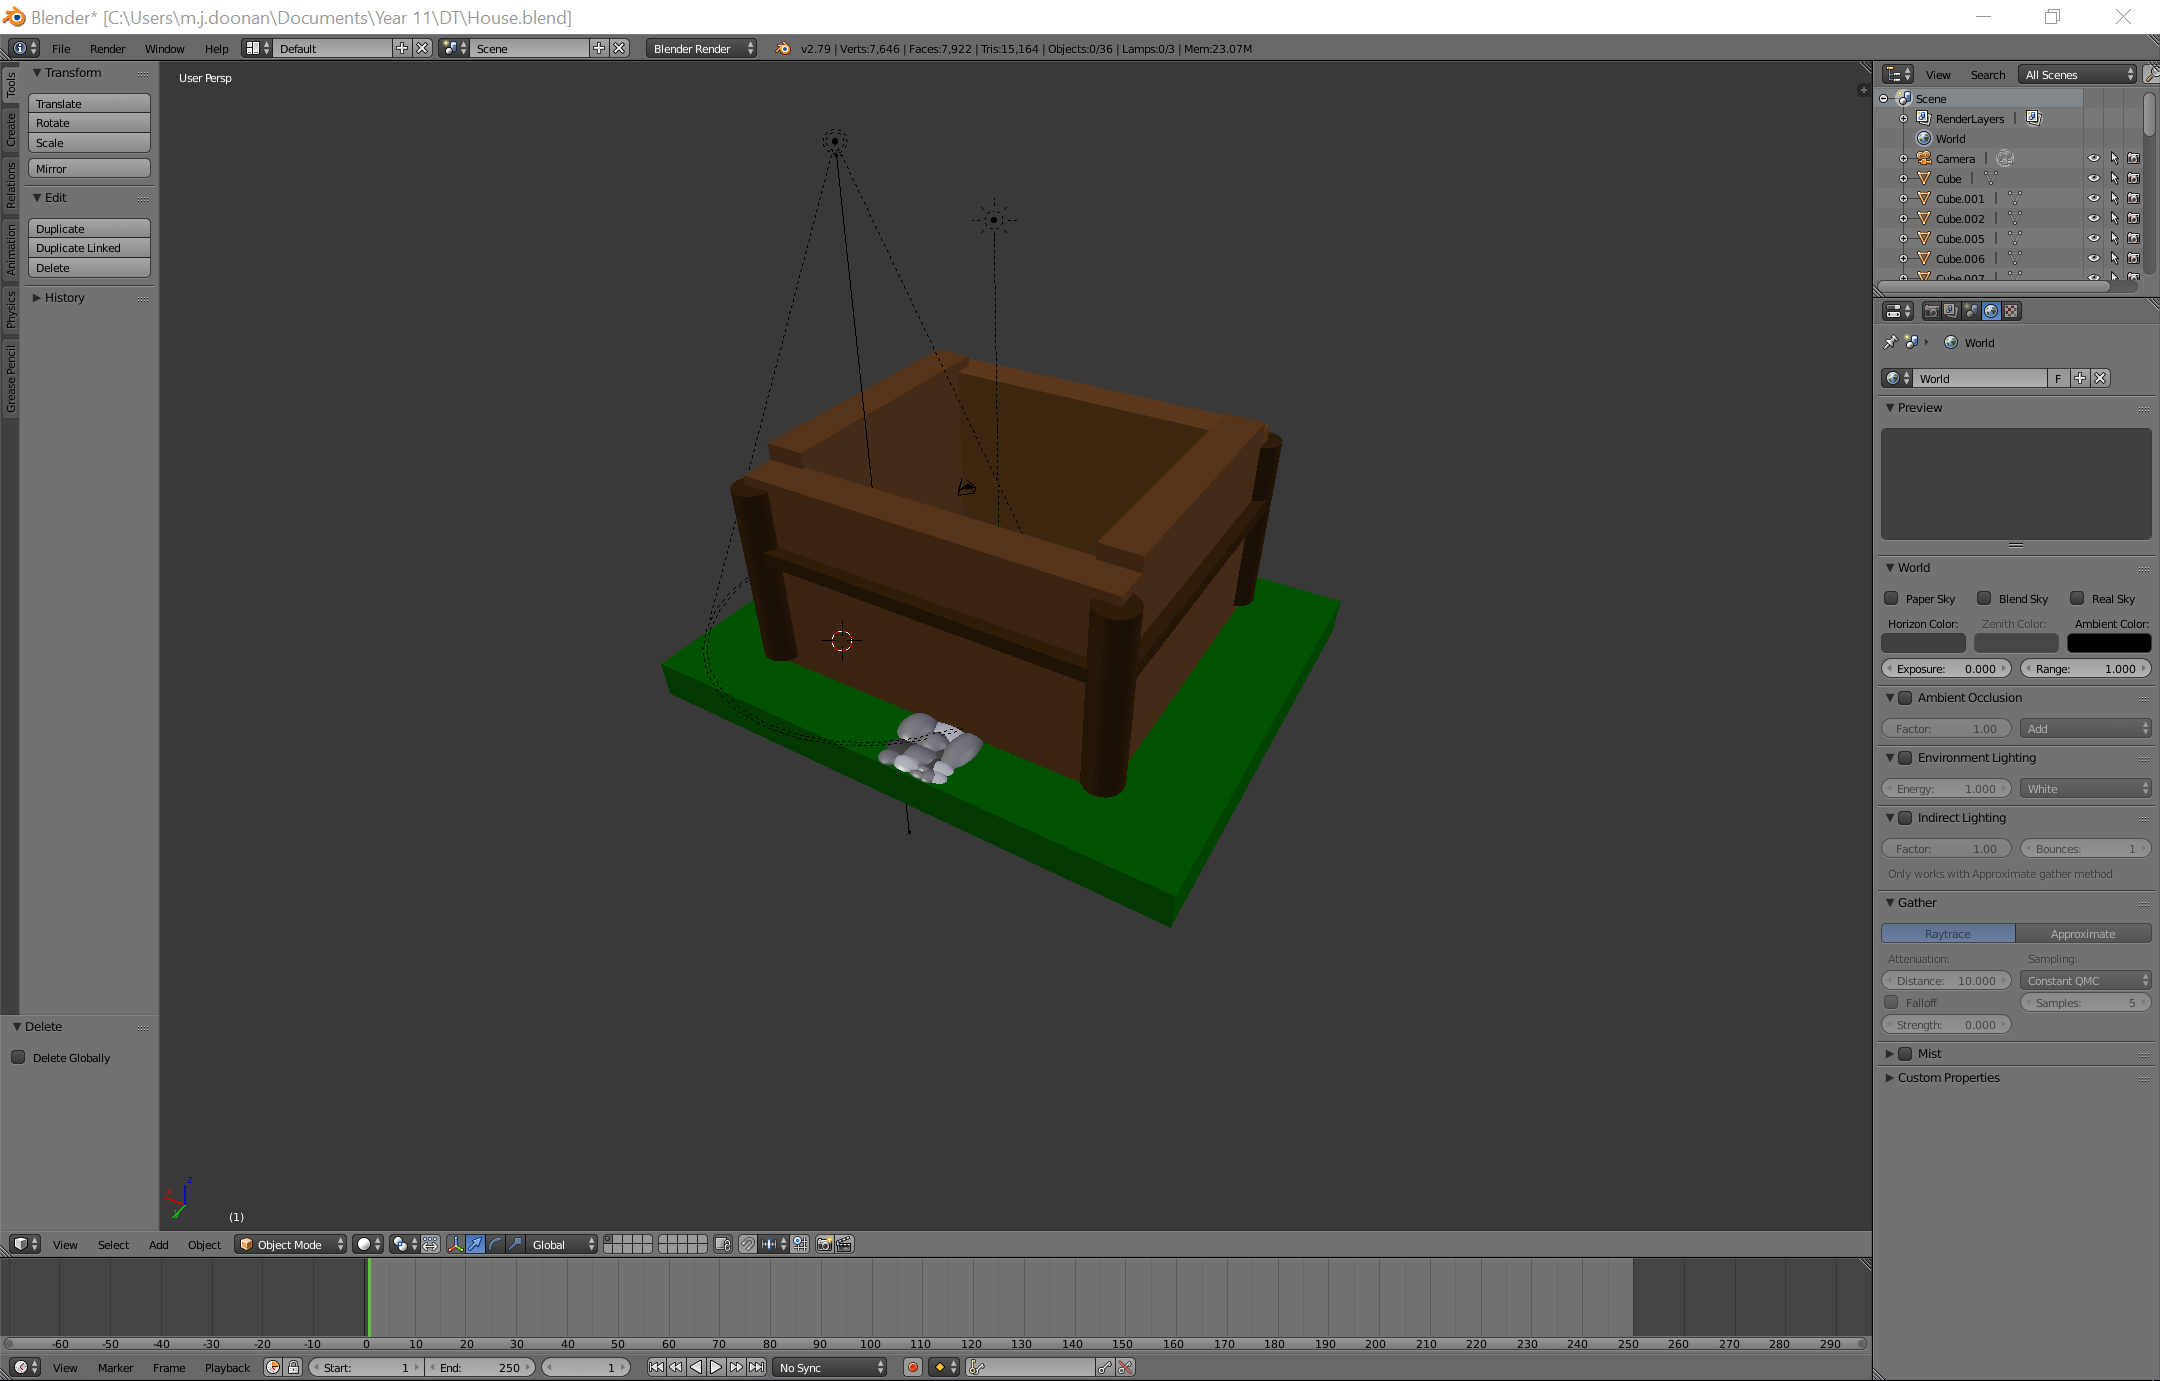 Blender* [C:\Users\m.j.doonan\Documents\Year 11\DT\House.blend]
File Render Window Help Default Scene Blender Render v2.79 | Verts:7,646 | Faces:7,922 | Tris:15,164 | Objects:0/36 | Lamps:0/3 | Mem:23.07M
Tools
Create
Relations
Animation
Physics
Grease Pencil
Transform
Translate
Rotate
Scale
Mirror
Edit
Duplicate
Duplicate Linked
Delete
History
Delete
Delete Globally
User Persp
x
y
z
(1)
View Search All Scenes
Scene
RenderLayers |
World
Camera |
Cube |
Cube.001 |
Cube.002 |
Cube.005 |
Cube.006 |
Cube.007
World
World F
Preview
World
Paper Sky Blend Sky Real Sky
Horizon Color: Zenith Color: Ambient Color:
Exposure: 0.000 Range: 1.000
Ambient Occlusion
Factor: 1.00 Add
Environment Lighting
Energy: 1.000 White
Indirect Lighting
Factor: 1.00 Bounces: 1
Only works with Approximate gather method
Gather
Raytrace Approximate
Attenuation: Sampling:
Distance: 10.000 Constant QMC
Falloff Samples: 5
Strength: 0.000
Mist
Custom Properties
View Select Add Object Object Mode Global
-60 -50 -40 -30 -20 -10 0 10 20 30 40 50 60 70 80 90 100 110 120 130 140 150 160 170 180 190 200 210 220 230 240 250 260 270 280 290
View Marker Frame Playback Start: 1 End: 250 1 No Sync